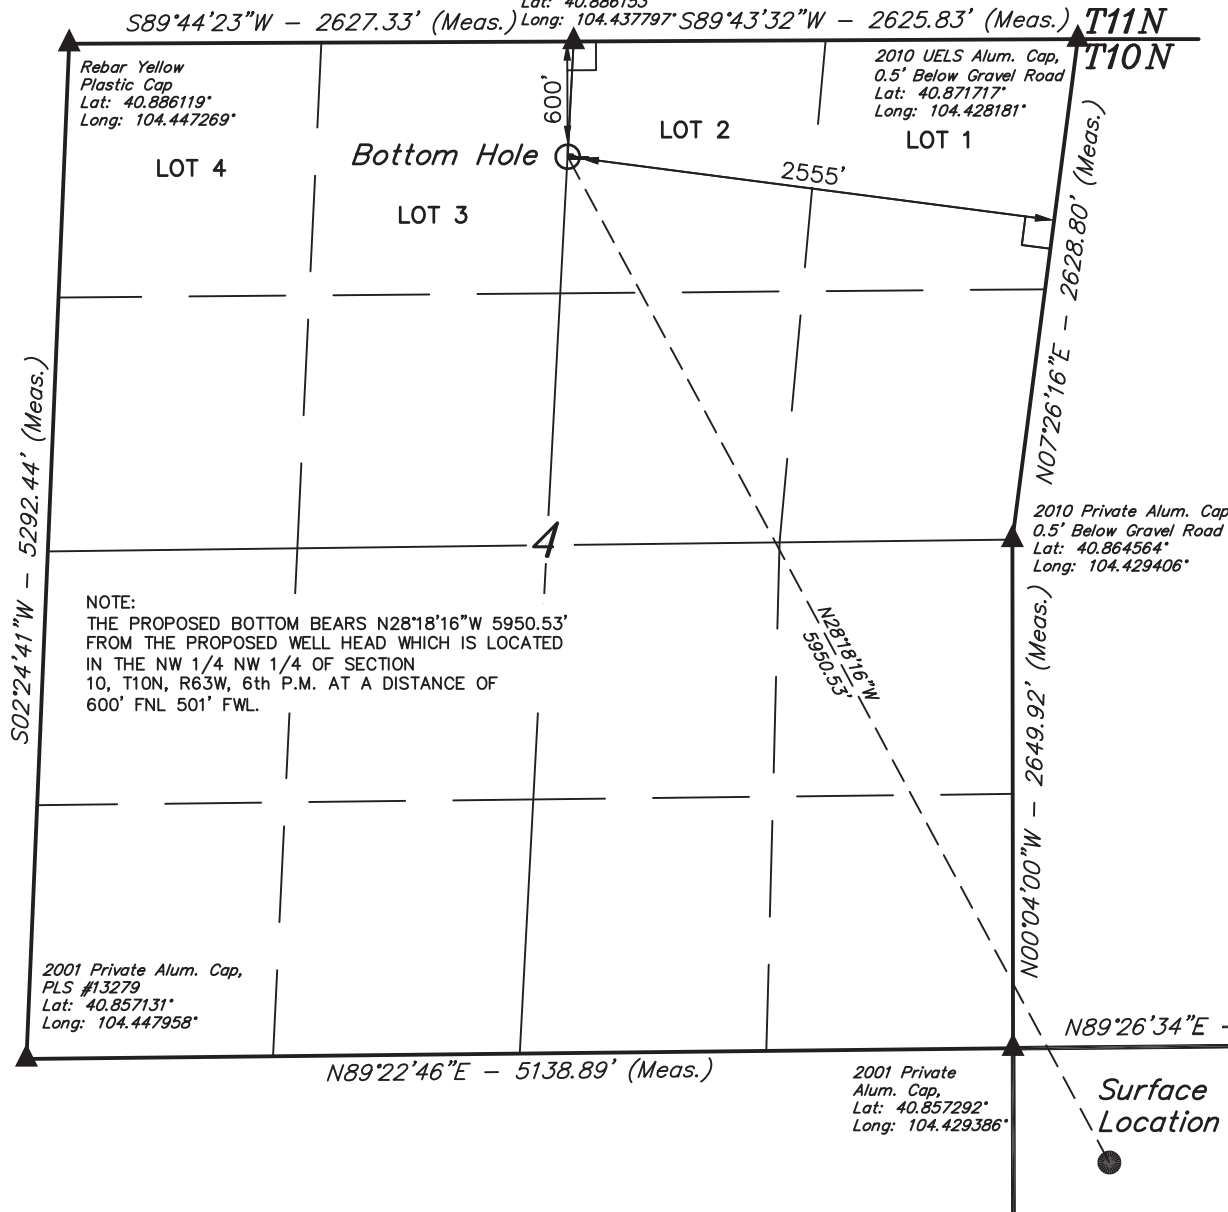 Lat: 40.886153°
Long: 104.437797°
S89°44'23"W - 2627.33' (Meas.)
S89°43'32"W - 2625.83' (Meas.)
T11N
T10N
Rebar Yellow
Plastic Cap
Lat: 40.886119°
Long: 104.447269°
2010 UELS Alum. Cap,
0.5' Below Gravel Road
Lat: 40.871717°
Long: 104.428181°
600'
LOT 2
LOT 1
Bottom Hole
LOT 4
2555'
LOT 3
N07°26'16"E - 2628.80' (Meas.)
S02°24'41"W - 5292.44' (Meas.)
2010 Private Alum. Cap
0.5' Below Gravel Road
Lat: 40.864564°
Long: 104.429406°
4
NOTE:
THE PROPOSED BOTTOM BEARS N28°18'16"W 5950.53'
FROM THE PROPOSED WELL HEAD WHICH IS LOCATED
IN THE NW 1/4 NW 1/4 OF SECTION
10, T10N, R63W, 6th P.M. AT A DISTANCE OF
600' FNL 501' FWL.
N28°18'16"W
5950.53'
N00°04'00"W - 2649.92' (Meas.)
2001 Private Alum. Cap,
PLS #13279
Lat: 40.857131°
Long: 104.447958°
N89°26'34"E -
N89°22'46"E - 5138.89' (Meas.)
2001 Private
Alum. Cap,
Lat: 40.857292°
Long: 104.429386°
Surface
Location